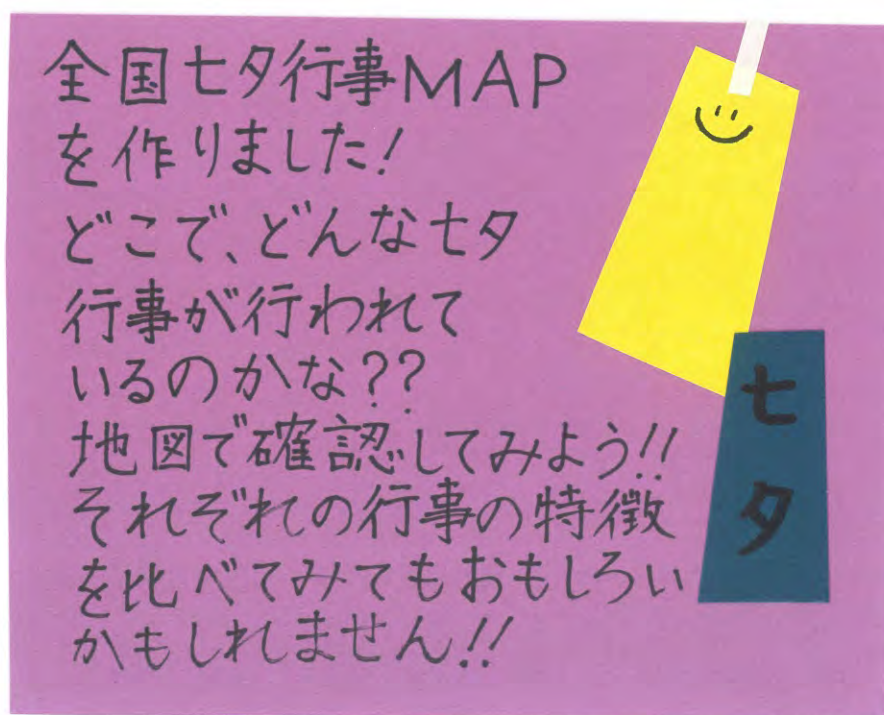 全国七夕行事MAP
を作りました!
どこで、どんな七夕
行事が行われて
いるのかな??
地図で確認してみよう!!
それぞれの行事の特徴
を比べてみてもおもしろい
かもしれません!!
七夕